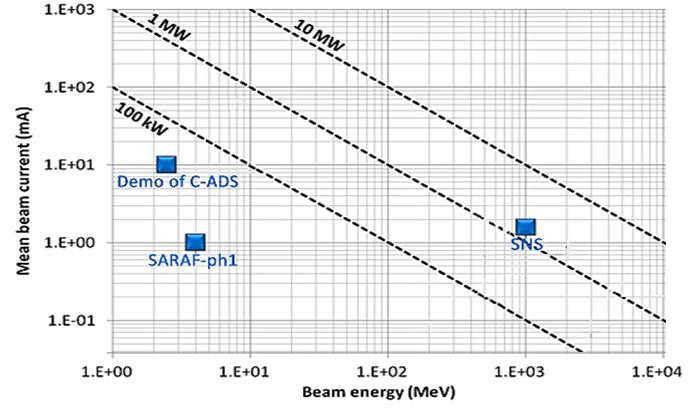 1.E+03
1 MW
10 MW
1.E+02
100 kW
Mean beam current (mA)
1.E+01
Demo of C-ADS
1.E+00
SNS
SARAF-ph1
1.E-01
1.E+00
1.E+01
1.E+02
1.E+03
1.E+04
Beam energy (MeV)